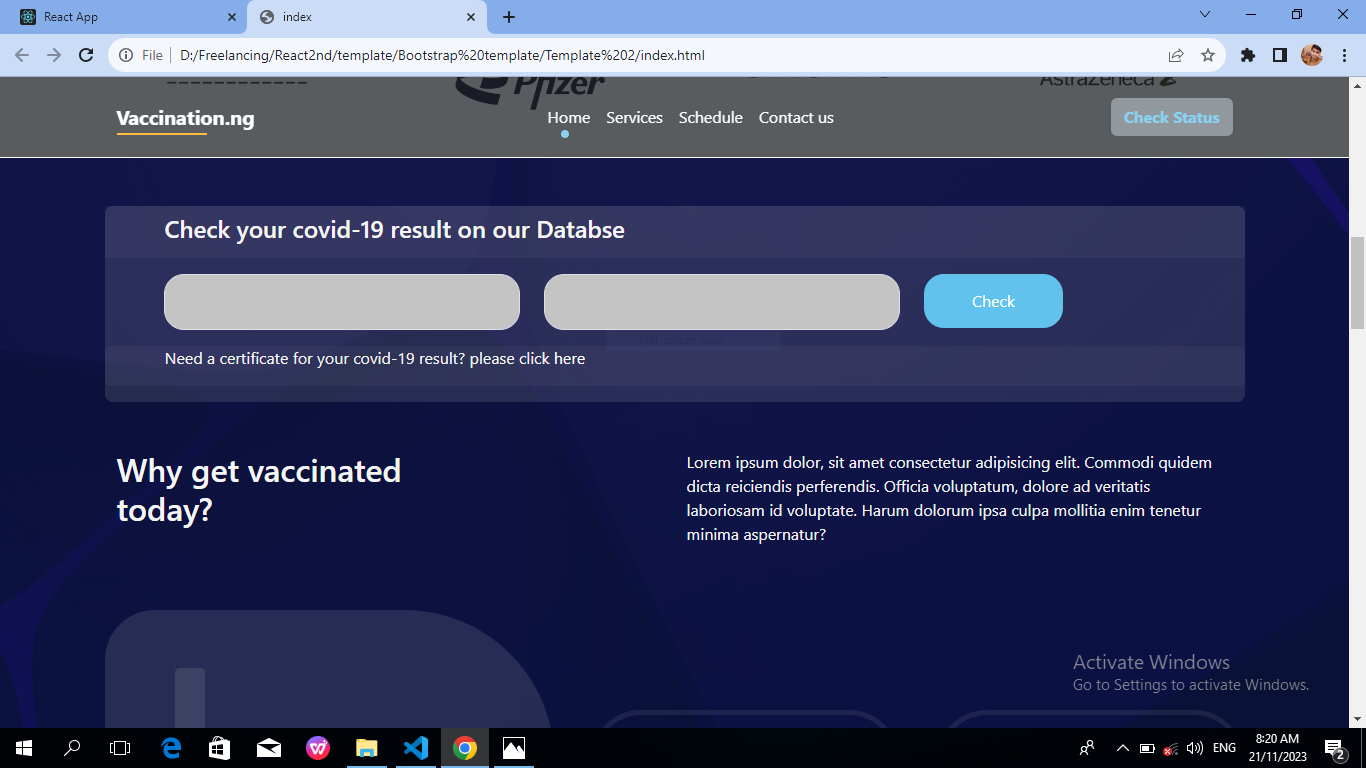 React App
index
File
D:/Freelancing/React2nd/template/Bootstrap%20template/Template%202/index.html
Pfizer
AstraZeneca
Vaccination.ng
Home
Services
Schedule
Contact us
Check Status
Check your covid-19 result on our Databse
Check
Full-screen Snip
Need a certificate for your covid-19 result? please click here
Why get vaccinated
today?
Lorem ipsum dolor, sit amet consectetur adipisicing elit. Commodi quidem
dicta reiciendis perferendis. Officia voluptatum, dolore ad veritatis
laboriosam id voluptate. Harum dolorum ipsa culpa mollitia enim tenetur
minima aspernatur?
Activate Windows
Go to Settings to activate Windows.
ENG
8:20 AM
21/11/2023
2